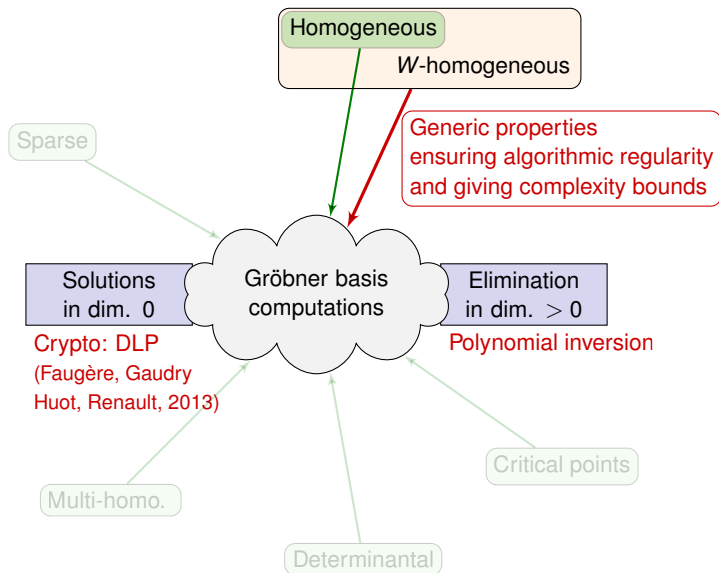 Homogeneous
W-homogeneous
Generic properties
ensuring algorithmic regularity
and giving complexity bounds
Sparse
Solutions
in dim. 0
Gröbner basis
computations
Elimination
in dim. > 0
Crypto: DLP
(Faugère, Gaudry
Huot, Renault, 2013)
Polynomial inversion
Critical points
Multi-homo.
Determinantal